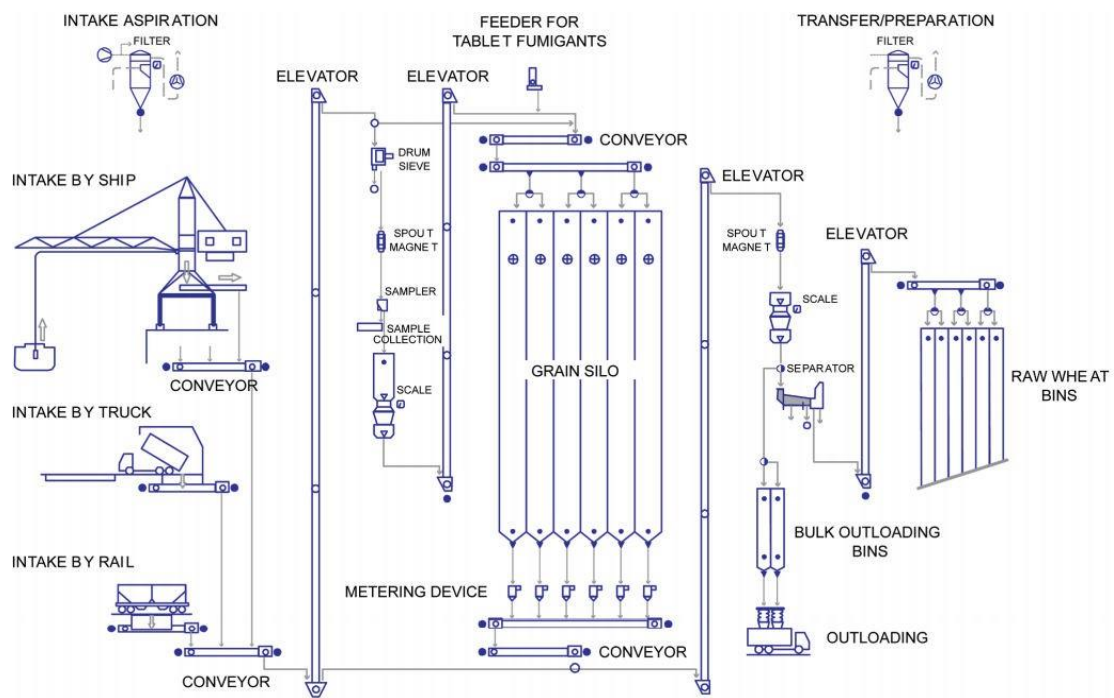 INTAKE ASPIRATION
FILTER
FEEDER FOR
TABLET FUMIGANTS
TRANSFER/PREPARATION
FILTER
ELEVATOR
ELEVATOR
CONVEYOR
DRUM
SIEVE
INTAKE BY SHIP
ELEVATOR
SPOUT
MAGNET
SPOUT
MAGNET
ELEVATOR
SAMPLER
SCALE
SAMPLE
COLLECTION
CONVEYOR
SEPARATOR
GRAIN SILO
RAW WHEAT
BINS
SCALE
INTAKE BY TRUCK
BULK OUTLOADING
BINS
INTAKE BY RAIL
METERING DEVICE
OUTLOADING
CONVEYOR
CONVEYOR